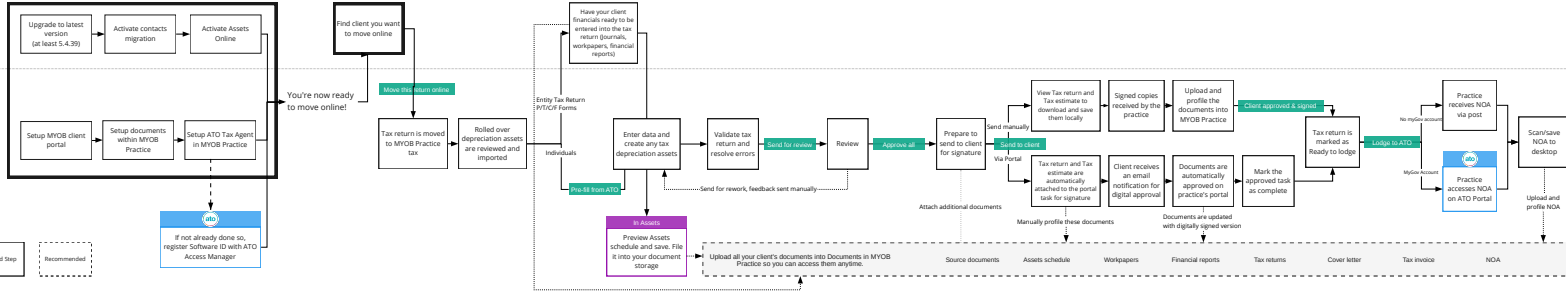 Upgrade to latest
version
(at least 5.4.39)
Activate contacts
migration
Activate Assets
Online
Setup MYOB client
portal
Setup documents
within MYOB
Practice
Setup ATO Tax Agent
in MYOB Practice
ato
If not already done so,
register Software ID with ATO
Access Manager
d Step
Recommended
You're now ready
to move online!
Find client you want
to move online
Move this return online
Tax return is moved
to MYOB Practice
tax
Rolled over
depreciation assets
are reviewed and
imported
Entity Tax Return
P/T/C/F Forms
Individuals
Have your client
financials ready to be
entered into the tax
return (Journals,
workpapers, financial
reports)
Pre-fill from ATO
Enter data and
create any tax
depreciation assets
In Assets
Preview Assets
schedule and save. File
it into your document
storage
Validate tax
return and
resolve errors
Send for review
Review
Send for rework, feedback sent manually
Approve all
Prepare to
send to client
for signature
Attach additional documents
Send manually
Send to client
Via Portal
View Tax return and
Tax estimate to
download and save
them locally
Signed copies
received by the
practice
Upload and
profile the
documents into
MYOB Practice
Client approved & signed
Tax return and Tax
estimate are
automatically
attached to the portal
task for signature
Client receives
an email
notification for
digital approval
Documents are
automatically
approved on
practice's portal
Mark the
approved task
as complete
Manually profile these documents
Documents are updated
with digitally signed version
Tax return is
marked as
Ready to lodge
Lodge to ATO
No myGov account
MyGov Account
Practice
receives NOA
via post
ato
Practice
accesses NOA
on ATO Portal
Scan/save
NOA to
desktop
Upload and
profile NOA
Upload all your client's documents into Documents in MYOB
Practice so you can access them anytime.
Source documents
Assets schedule
Workpapers
Financial reports
Tax returns
Cover letter
Tax invoice
NOA